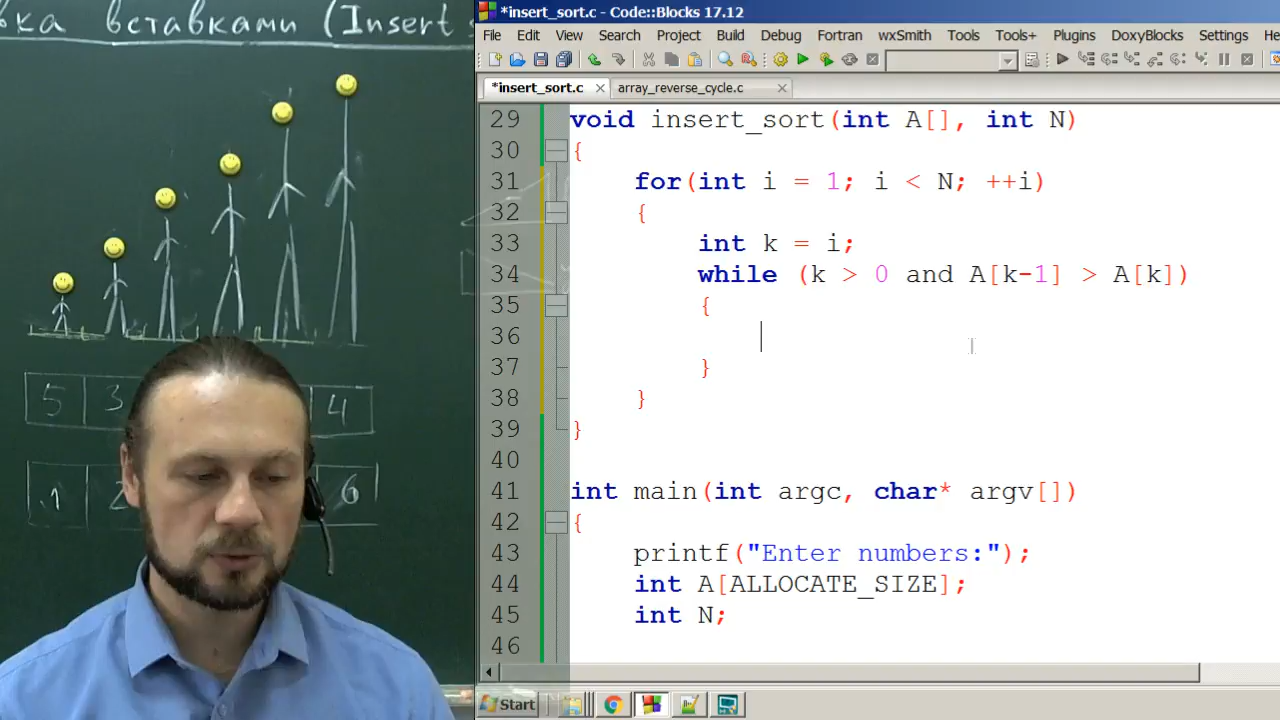 вставками (Insert
5 3 4
1 2 6
*insert_sort.c - Code::Blocks 17.12
File Edit View Search Project Build Debug Fortran wxSmith Tools Tools+ Plugins DoxyBlocks Settings
*insert_sort.c array_reverse_cycle.c
29 void insert_sort(int A[], int N)
30 {
31 for(int i = 1; i < N; ++i)
32 {
33 int k = i;
34 while (k > 0 and A[k-1] > A[k])
35 {
36
37 }
38 }
39 }
40
41 int main(int argc, char* argv[])
42 {
43 printf("Enter numbers:");
44 int A[ALLOCATE_SIZE];
45 int N;
46
Start